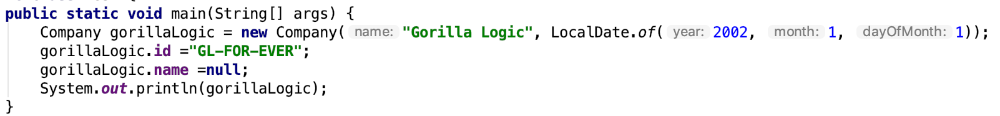 public static void main(String[] args) {
    Company gorillaLogic = new Company( name: "Gorilla Logic", LocalDate.of( year: 2002, month: 1, dayOfMonth: 1));
    gorillaLogic.id ="GL-FOR-EVER";
    gorillaLogic.name =null;
    System.out.println(gorillaLogic);
}